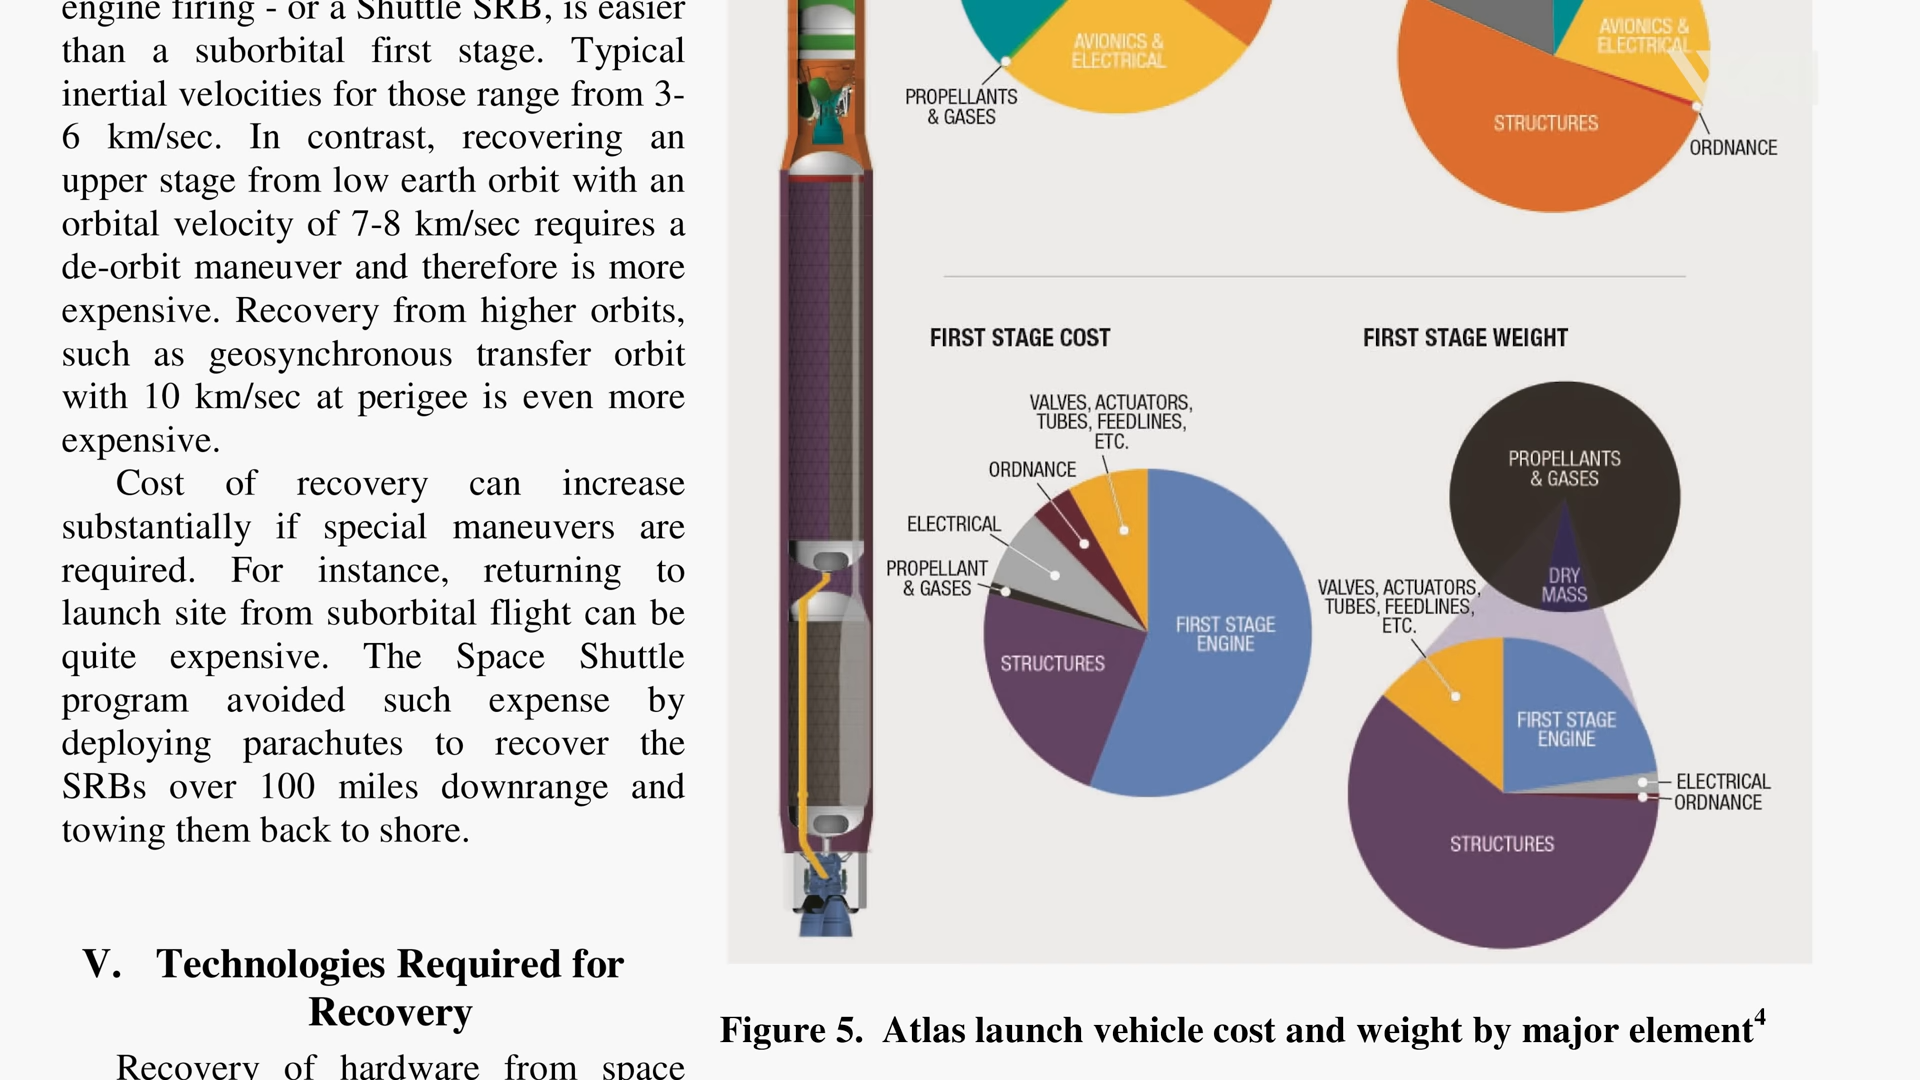 engine firing - or a Shuttle SRB, is easier
than a suborbital first stage. Typical
inertial velocities for those range from 3-
6 km/sec. In contrast, recovering an
upper stage from low earth orbit with an
orbital velocity of 7-8 km/sec requires a
de-orbit maneuver and therefore is more
expensive. Recovery from higher orbits,
such as geosynchronous transfer orbit
with 10 km/sec at perigee is even more
expensive.
Cost of recovery can increase
substantially if special maneuvers are
required. For instance, returning to
launch site from suborbital flight can be
quite expensive. The Space Shuttle
program avoided such expense by
deploying parachutes to recover the
SRBs over 100 miles downrange and
towing them back to shore.
V. Technologies Required for
Recovery
Recovery of hardware from space
AVIONICS &
ELECTRICAL
PROPELLANTS
& GASES
AVIONICS &
ELECTRICAL
STRUCTURES
ORDNANCE
FIRST STAGE COST
VALVES, ACTUATORS,
TUBES, FEEDLINES,
ETC.
ORDNANCE
ELECTRICAL
PROPELLANT
& GASES
STRUCTURES
FIRST STAGE
ENGINE
FIRST STAGE WEIGHT
PROPELLANTS
& GASES
DRY
MASS
VALVES, ACTUATORS,
TUBES, FEEDLINES,
ETC.
FIRST STAGE
ENGINE
ELECTRICAL
ORDNANCE
STRUCTURES
Figure 5. Atlas launch vehicle cost and weight by major element4